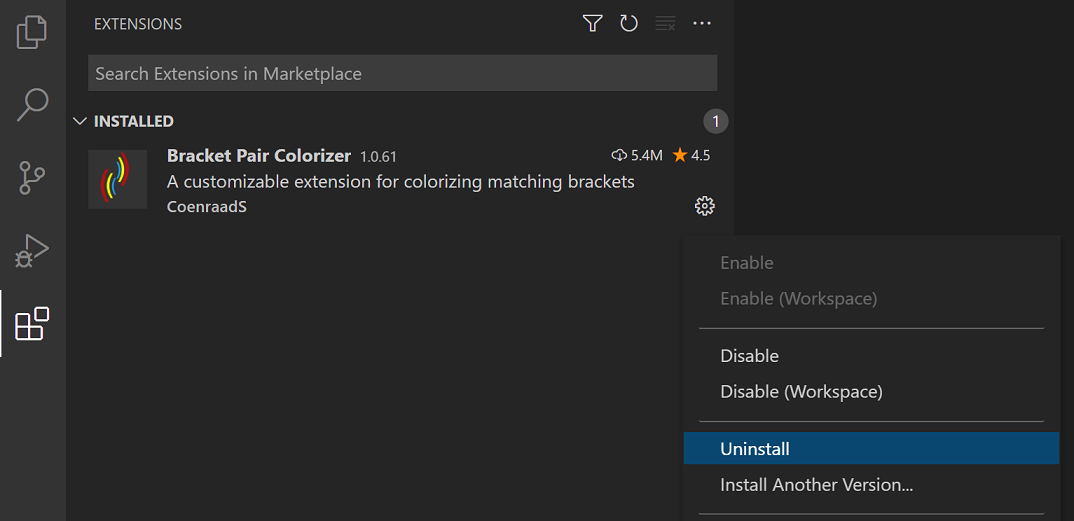 EXTENSIONS
Search Extensions in Marketplace
INSTALLED 1
Bracket Pair Colorizer 1.0.61 5.4M 4.5
A customizable extension for colorizing matching brackets
CoenraadS
Enable
Enable (Workspace)
Disable
Disable (Workspace)
Uninstall
Install Another Version...